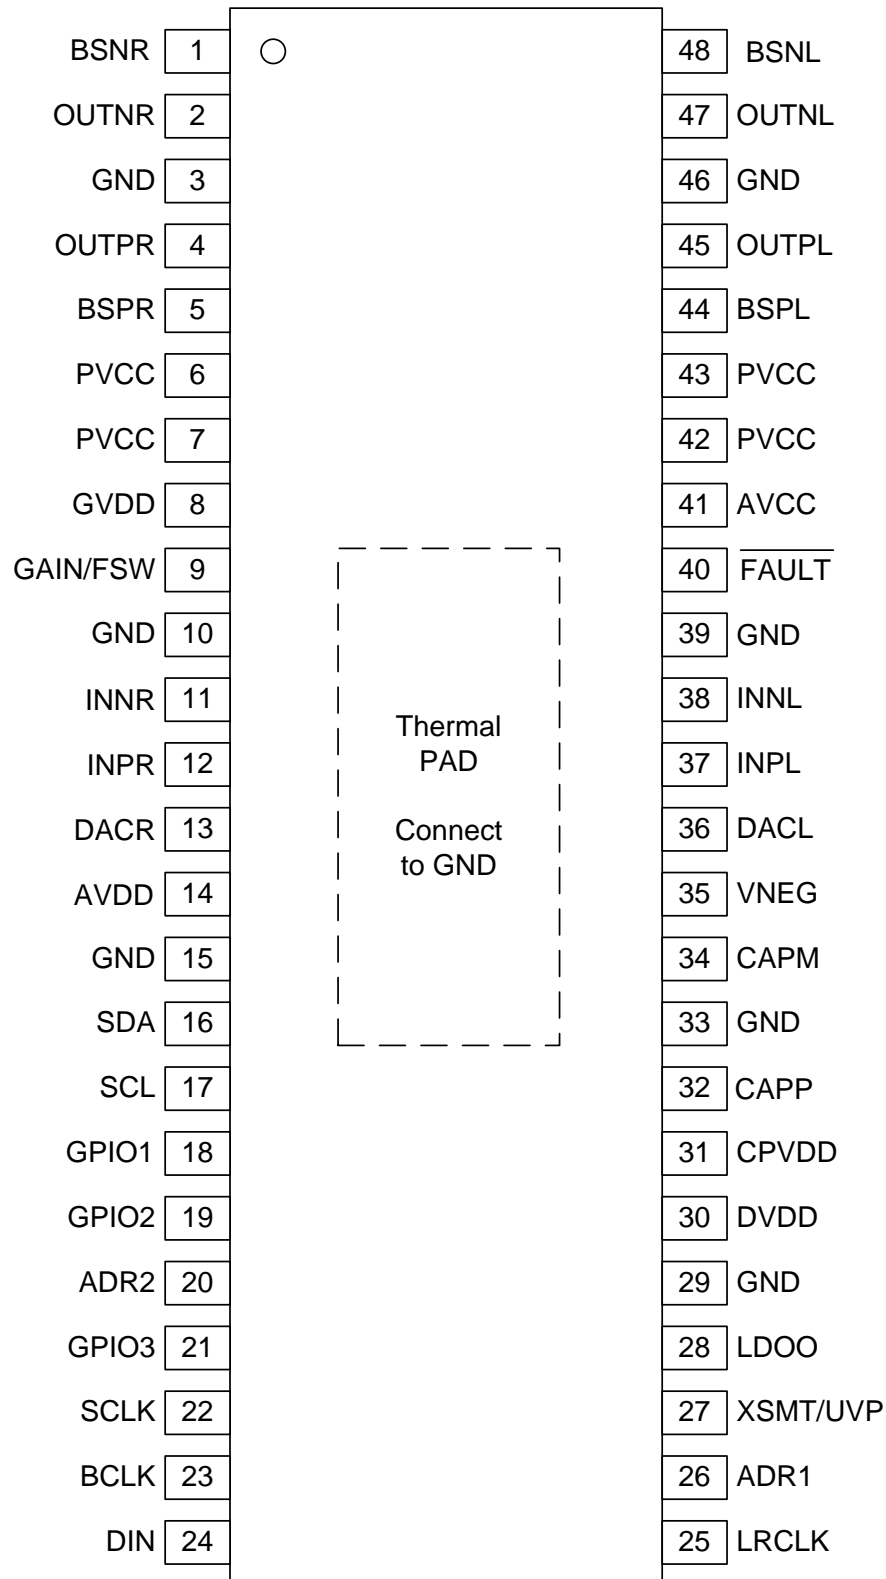 BSNR 1 48 BSNL
OUTNR 2 47 OUTNL
GND 3 46 GND
OUTPR 4 45 OUTPL
BSPR 5 44 BSPL
PVCC 6 43 PVCC
PVCC 7 42 PVCC
GVDD 8 41 AVCC
GAIN/FSW 9 40 FAULT
GND 10 39 GND
INNR 11 38 INNL
Thermal
PAD
INPR 12 37 INPL
Connect
to GND
DACR 13 36 DACL
AVDD 14 35 VNEG
GND 15 34 CAPM
SDA 16 33 GND
SCL 17 32 CAPP
GPIO1 18 31 CPVDD
GPIO2 19 30 DVDD
ADR2 20 29 GND
GPIO3 21 28 LDOO
SCLK 22 27 XSMT/UVP
BCLK 23 26 ADR1
DIN 24 25 LRCLK